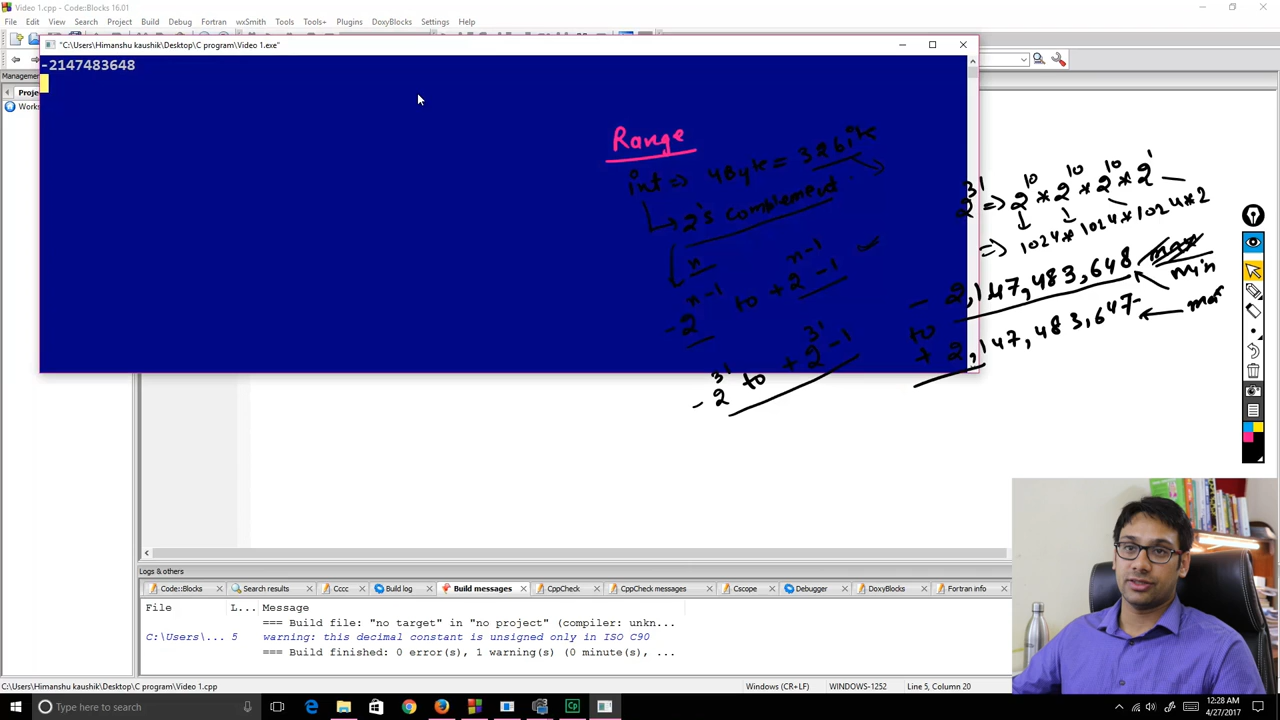 Video 1.cpp - Code::Blocks 16.01
File Edit View Search Project Build Debug Fortran wxSmith Tools Tools+ Plugins DoxyBlocks Settings Help
"C:\Users\Himanshu kaushik\Desktop\C program\Video 1.exe"
-2147483648
Management
Proje
Works
Range
int => 4Byte = 32bits
2's complement
n
-2^n-1 to +2^n-1 -1
-2^31 to +2^31 -1
2^31 => 2^10 * 2^10 * 2^10 * 2^1
=> 1024*1024*1024*2
- 2,147,483,648 max
min
to
+ 2,147,483,647 max
Logs & others
Code::Blocks Search results Cccc Build log Build messages CppCheck CppCheck messages Cscope Debugger DoxyBlocks Fortran info
File L... Message
=== Build file: "no target" in "no project" (compiler: unkn...
C:\Users\... 5 warning: this decimal constant is unsigned only in ISO C90
=== Build finished: 0 error(s), 1 warning(s) (0 minute(s), ...
C:\Users\Himanshu kaushik\Desktop\C program\Video 1.cpp Windows (CR+LF) WINDOWS-1252 Line 5, Column 20
Type here to search
Cp
12:28 AM
4/27/2017